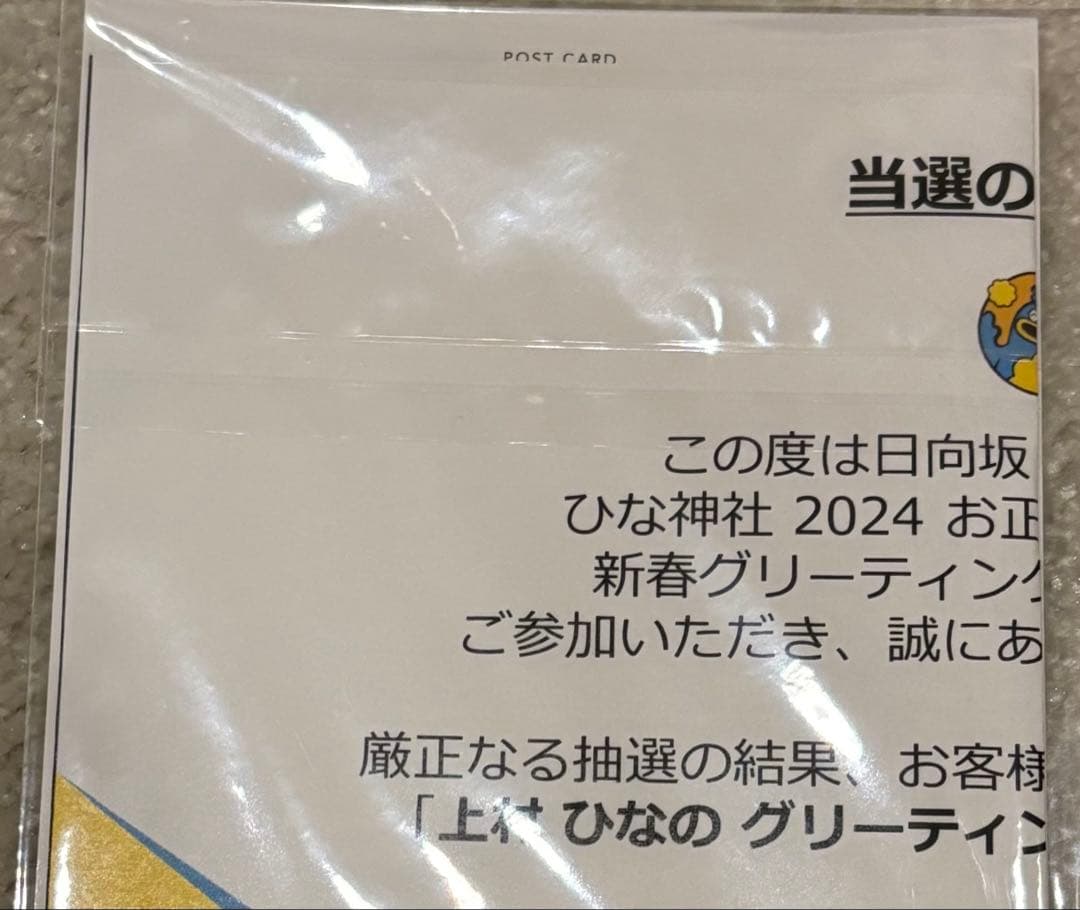 POST CARD
当選の
この度は日向坂
ひな神社 2024 お正
新春グリーティング
ご参加いただき、誠にあ
厳正なる抽選の結果、お客様
「上村 ひなの グリーティン